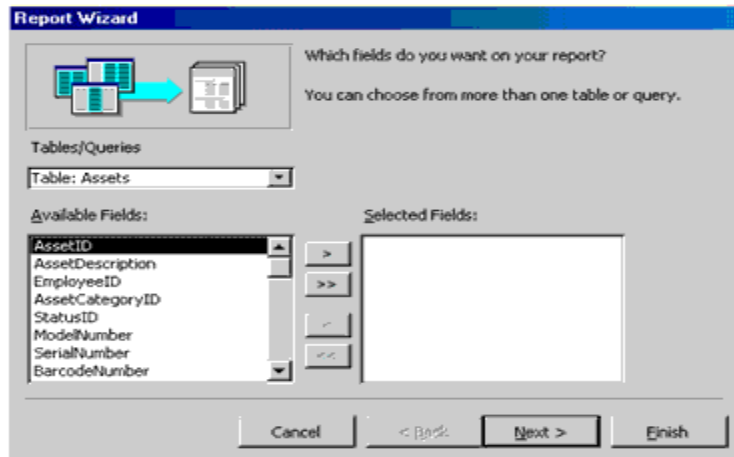 Report Wizard
Which fields do you want on your report?
You can choose from more than one table or query.
Tables/Queries
Table: Assets
Available Fields:
Selected Fields:
AssetID
AssetDescription
EmployeeID
AssetCategoryID
StatusID
ModelNumber
SerialNumber
BarcodeNumber
>
>>
<
<<
Cancel
< Back
Next >
Finish